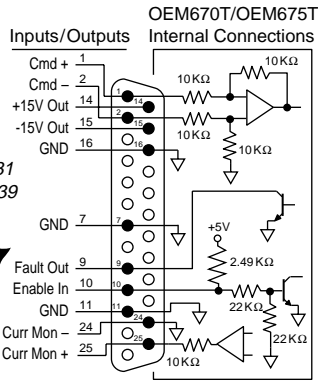 OEM670T/OEM675T
Inputs/Outputs Internal Connections
Cmd + 1
Cmd – 2
+15V Out 14
-15V Out 15
GND 16
GND 7
Fault Out 9
Enable In 10
GND 11
Curr Mon – 24
Curr Mon + 25
31
39
1
14
2
15
16
7
9
10
11
24
25
10KΩ
10KΩ
10KΩ
10KΩ
+5V
2.49KΩ
22KΩ
22KΩ
10KΩ